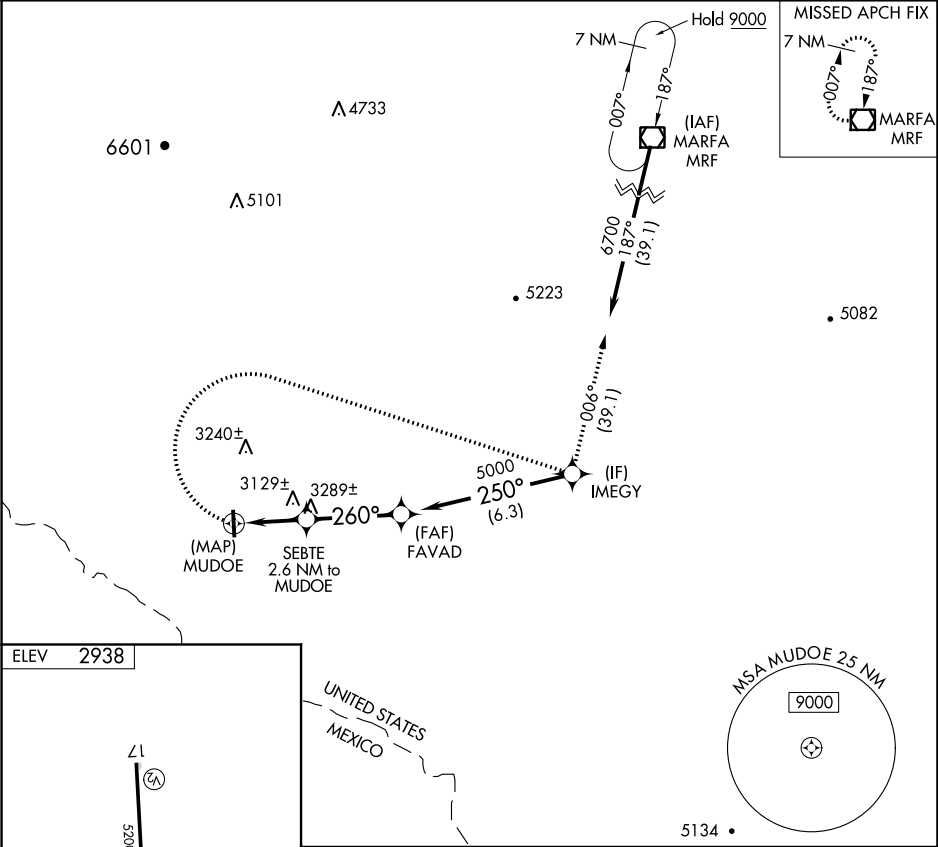 MISSED APCH FIX
7 NM
007°
187°
MARFA
MRF
Hold 9000
7 NM
007°
187°
(IAF)
MARFA
MRF
4733
6601
5101
6700
187°
(39.1)
5223
5082
006°
(39.1)
3240±
3129±
3289±
5000
250°
(6.3)
(IF)
IMEGY
260°
(FAF)
FAVAD
(MAP)
MUDOE
SEBTE
2.6 NM to
MUDOE
ELEV 2938
17
V2
UNITED STATES
MEXICO
MSA MUDOE 25 NM
9000
5134